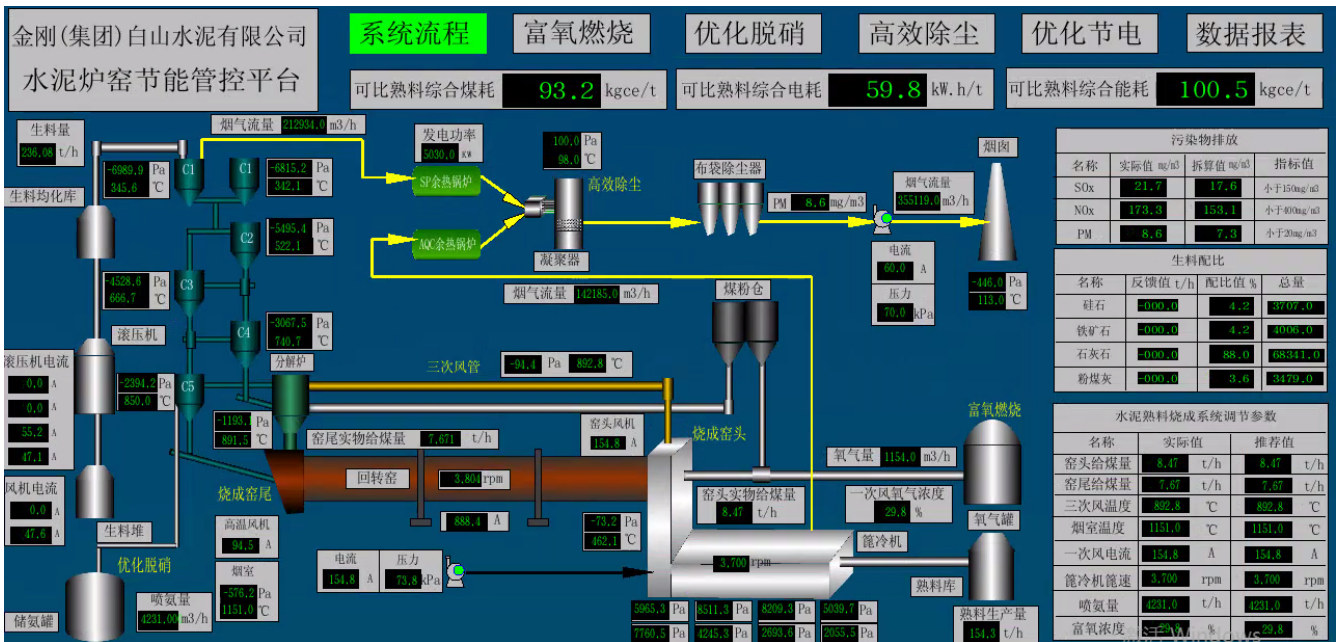 金刚(集团)白山水泥有限公司
水泥炉窑节能管控平台
系统流程
富氧燃烧
优化脱硝
高效除尘
优化节电
数据报表
可比熟料综合煤耗 93.2 kgce/t
可比熟料综合电耗 59.8 kW.h/t
可比熟料综合能耗 100.5 kgce/t
生料量
236.08 t/h
烟气流量 212934.0 m3/h
-6989.9 Pa
345.6 ℃
C1
C1
-6815.2 Pa
342.1 ℃
发电功率
5030.0 KW
SP余热锅炉
AQC余热锅炉
100.0 Pa
98.0 ℃
高效除尘
凝聚器
布袋除尘器
PM 8.6 mg/m3
烟气流量
355119.0 m3/h
烟囱
电流
60.0 A
压力
70.0 kPa
-446.0 Pa
113.0 ℃
生料均化库
C2
-5495.4 Pa
522.1 ℃
-4528.6 Pa
666.7 ℃
C3
C4
-3067.5 Pa
740.7 ℃
烟气流量 142185.0 m3/h
煤粉仓
滚压机
分解炉
滚压机电流
0.0 A
0.0 A
55.2 A
47.1 A
-2394.2 Pa
850.0 ℃
C5
三次风管
-94.4 Pa 892.8 ℃
-1193.1 Pa
891.5 ℃
窑尾实物给煤量 7.671 t/h
窑头风机
154.8 A
烧成窑头
富氧燃烧
氧气量 1154.0 m3/h
回转窑
3.804 rpm
888.4 A
烧成窑尾
风机电流
0.0 A
47.6 A
生料堆
优化脱硝
高温风机
94.5 A
烟室
-576.2 Pa
1151.0 ℃
储氨罐
喷氨量
4231.00 m3/h
电流
154.8 A
压力
73.8 kPa
-73.2 Pa
462.1 ℃
窑头实物给煤量
8.47 t/h
一次风氧气浓度
29.8 %
氧气罐
篦冷机
3.700 rpm
熟料库
熟料生产量
154.3 t/h
5965.3 Pa 8511.3 Pa 8209.3 Pa 5039.7 Pa
7760.5 Pa 4245.3 Pa 2693.6 Pa 2055.5 Pa
污染物排放
名称 实际值 mg/m3 拆算值 mg/m3 指标值
SOx 21.7 17.6 小于150mg/m3
NOx 173.3 153.1 小于400mg/m3
PM 8.6 7.3 小于20mg/m3
生料配比
名称 反馈值 t/h 配比值 % 总量
硅石 -000.0 4.2 3707.0
铁矿石 -000.0 4.2 4006.0
石灰石 -000.0 88.0 68341.0
粉煤灰 -000.0 3.6 3479.0
水泥熟料烧成系统调节参数
名称 实际值 推荐值
窑头给煤量 8.47 t/h 8.47 t/h
窑尾给煤量 7.67 t/h 7.67 t/h
三次风温度 892.8 ℃ 892.8 ℃
烟室温度 1151.0 ℃ 1151.0 ℃
一次风电流 154.8 A 154.8 A
篦冷机篦速 3.700 rpm 3.700 rpm
喷氨量 4231.0 t/h 4231.0 t/h
富氧浓度 29.8 % 29.8 %